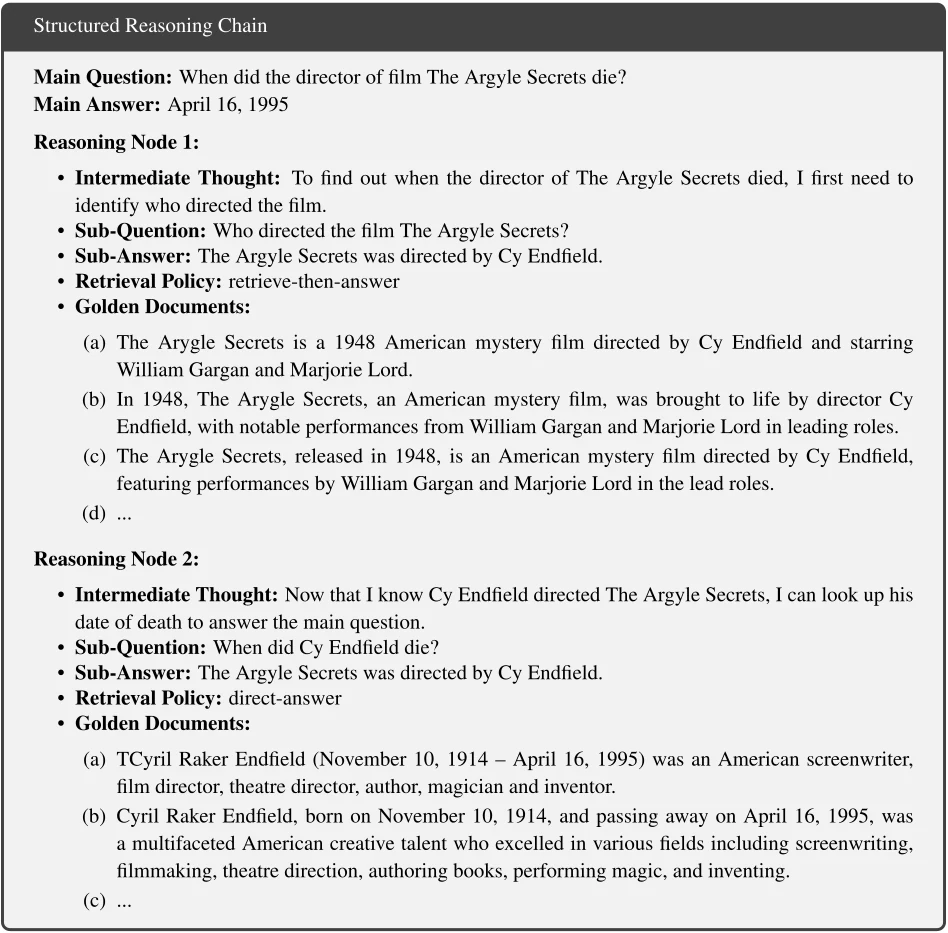 Structured Reasoning Chain
Main Question: When did the director of film The Argyle Secrets die?
Main Answer: April 16, 1995
Reasoning Node 1:
• Intermediate Thought: To find out when the director of The Argyle Secrets died, I first need to
identify who directed the film.
• Sub-Quention: Who directed the film The Argyle Secrets?
• Sub-Answer: The Argyle Secrets was directed by Cy Endfield.
• Retrieval Policy: retrieve-then-answer
• Golden Documents:
(a) The Arygle Secrets is a 1948 American mystery film directed by Cy Endfield and starring
William Gargan and Marjorie Lord.
(b) In 1948, The Arygle Secrets, an American mystery film, was brought to life by director Cy
Endfield, with notable performances from William Gargan and Marjorie Lord in leading roles.
(c) The Arygle Secrets, released in 1948, is an American mystery film directed by Cy Endfield,
featuring performances by William Gargan and Marjorie Lord in the lead roles.
(d) ...
Reasoning Node 2:
• Intermediate Thought: Now that I know Cy Endfield directed The Argyle Secrets, I can look up his
date of death to answer the main question.
• Sub-Quention: When did Cy Endfield die?
• Sub-Answer: The Argyle Secrets was directed by Cy Endfield.
• Retrieval Policy: direct-answer
• Golden Documents:
(a) TCyril Raker Endfield (November 10, 1914 – April 16, 1995) was an American screenwriter,
film director, theatre director, author, magician and inventor.
(b) Cyril Raker Endfield, born on November 10, 1914, and passing away on April 16, 1995, was
a multifaceted American creative talent who excelled in various fields including screenwriting,
filmmaking, theatre direction, authoring books, performing magic, and inventing.
(c) ...